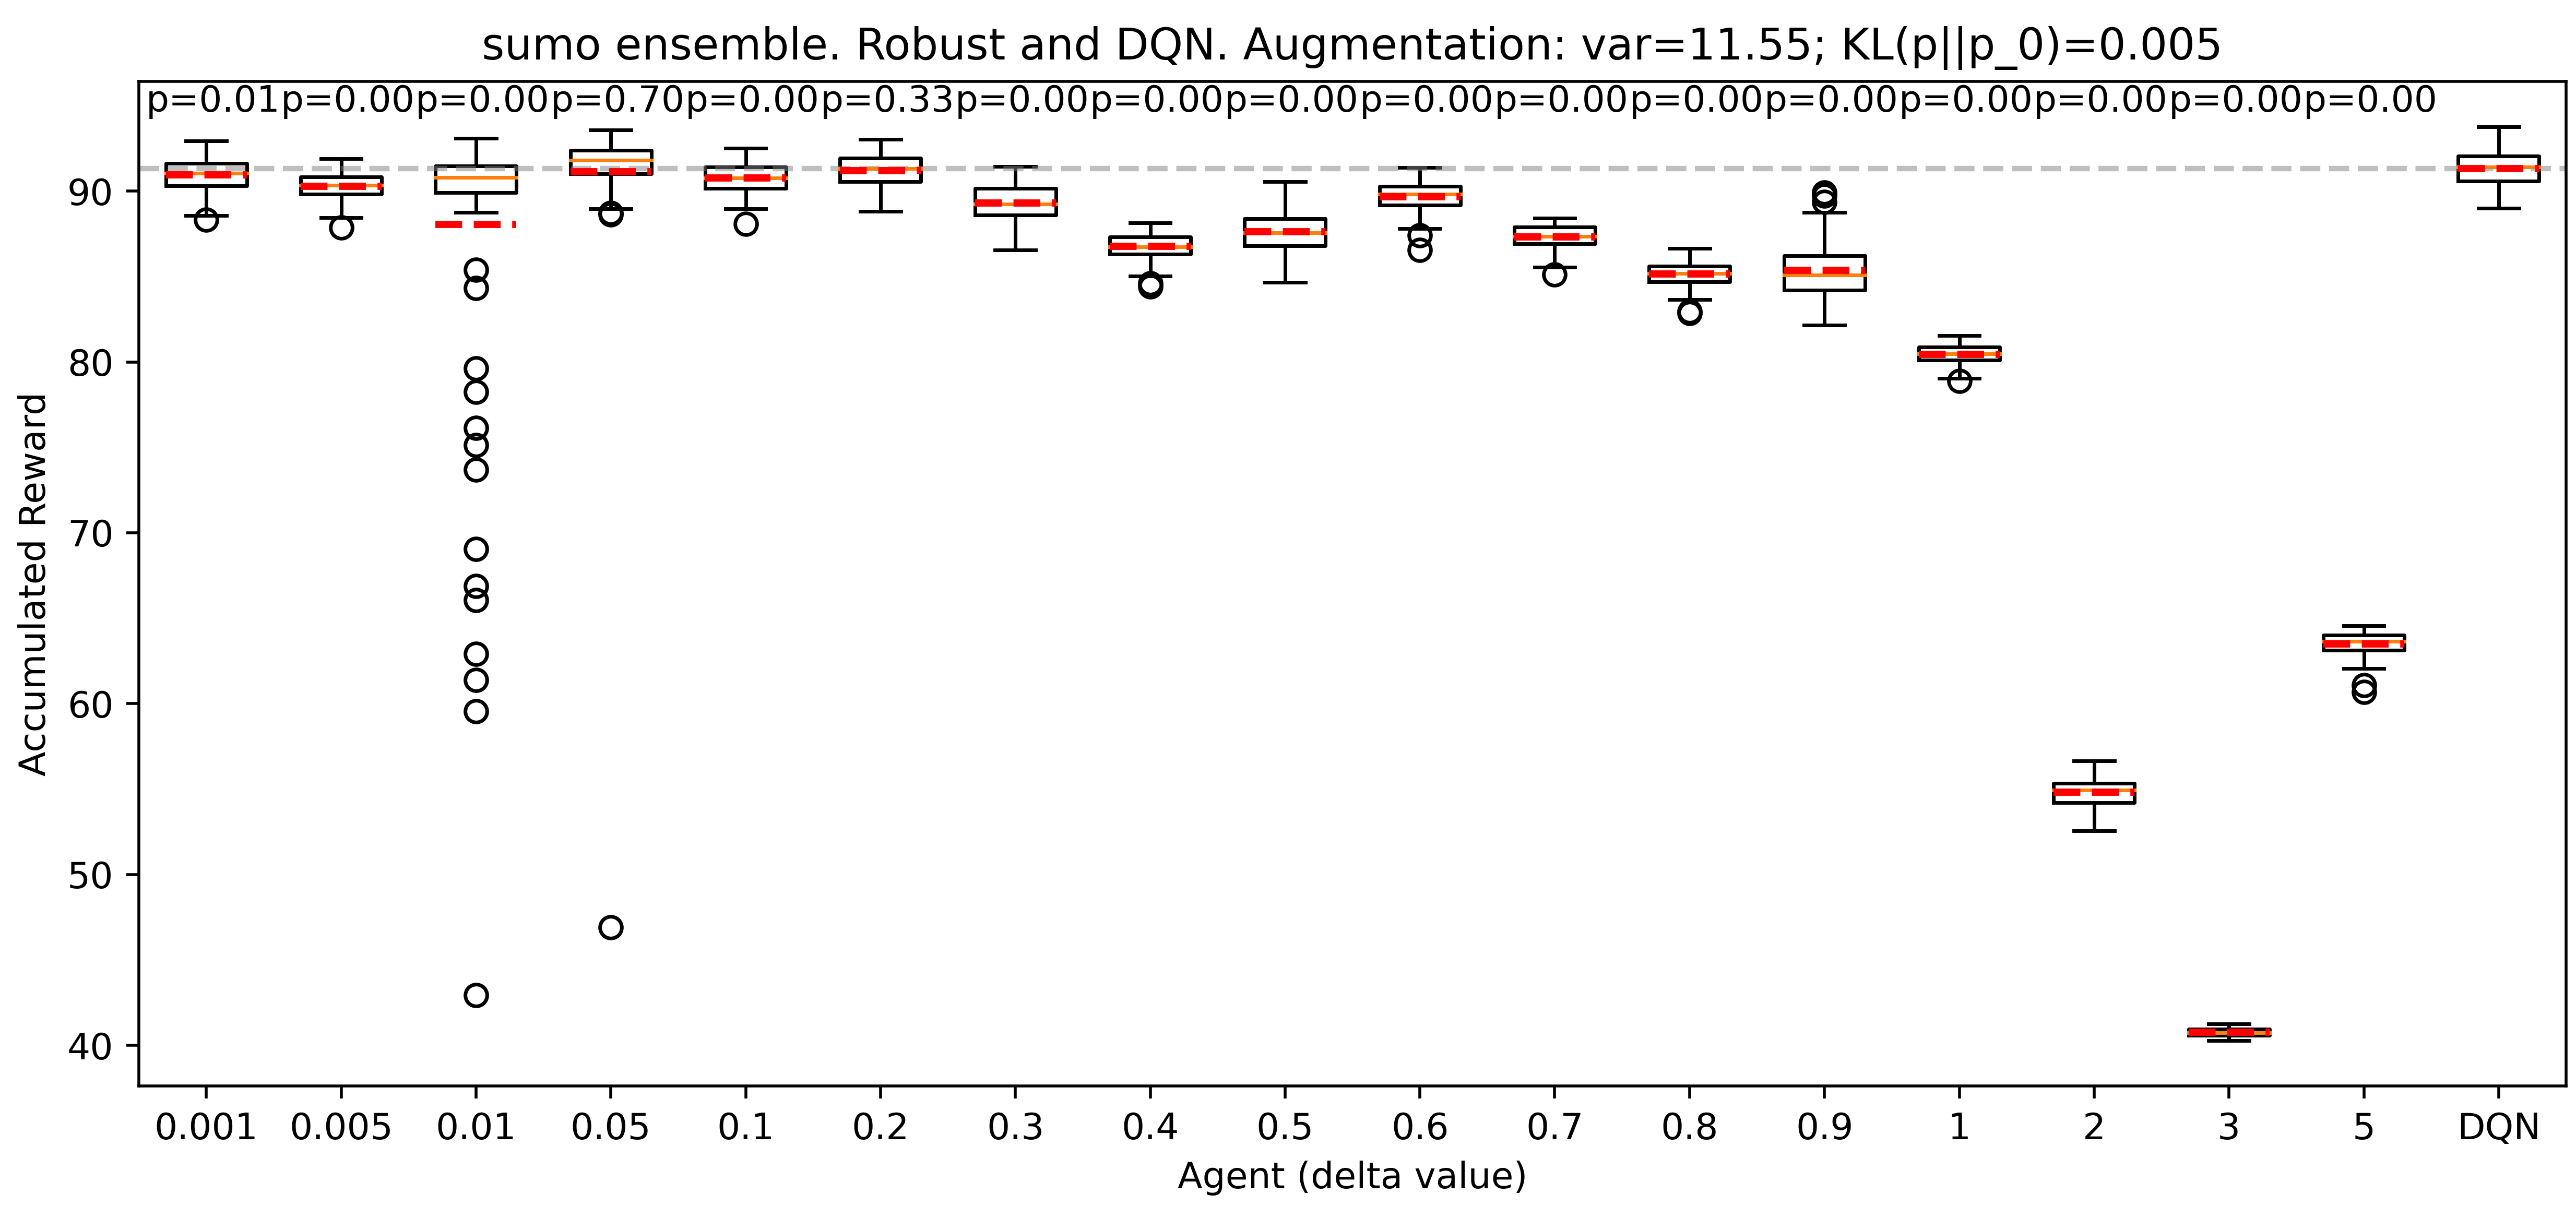 sumo ensemble. Robust and DQN. Augmentation: var=11.55; KL(p||p_0)=0.005
p=0.01p=0.00p=0.00p=0.70p=0.00p=0.33p=0.00p=0.00p=0.00p=0.00p=0.00p=0.00p=0.00p=0.00p=0.00p=0.00p=0.00
Accumulated Reward
90
80
70
60
50
40
0.001 0.005 0.01 0.05 0.1 0.2 0.3 0.4 0.5 0.6 0.7 0.8 0.9 1 2 3 5 DQN
Agent (delta value)